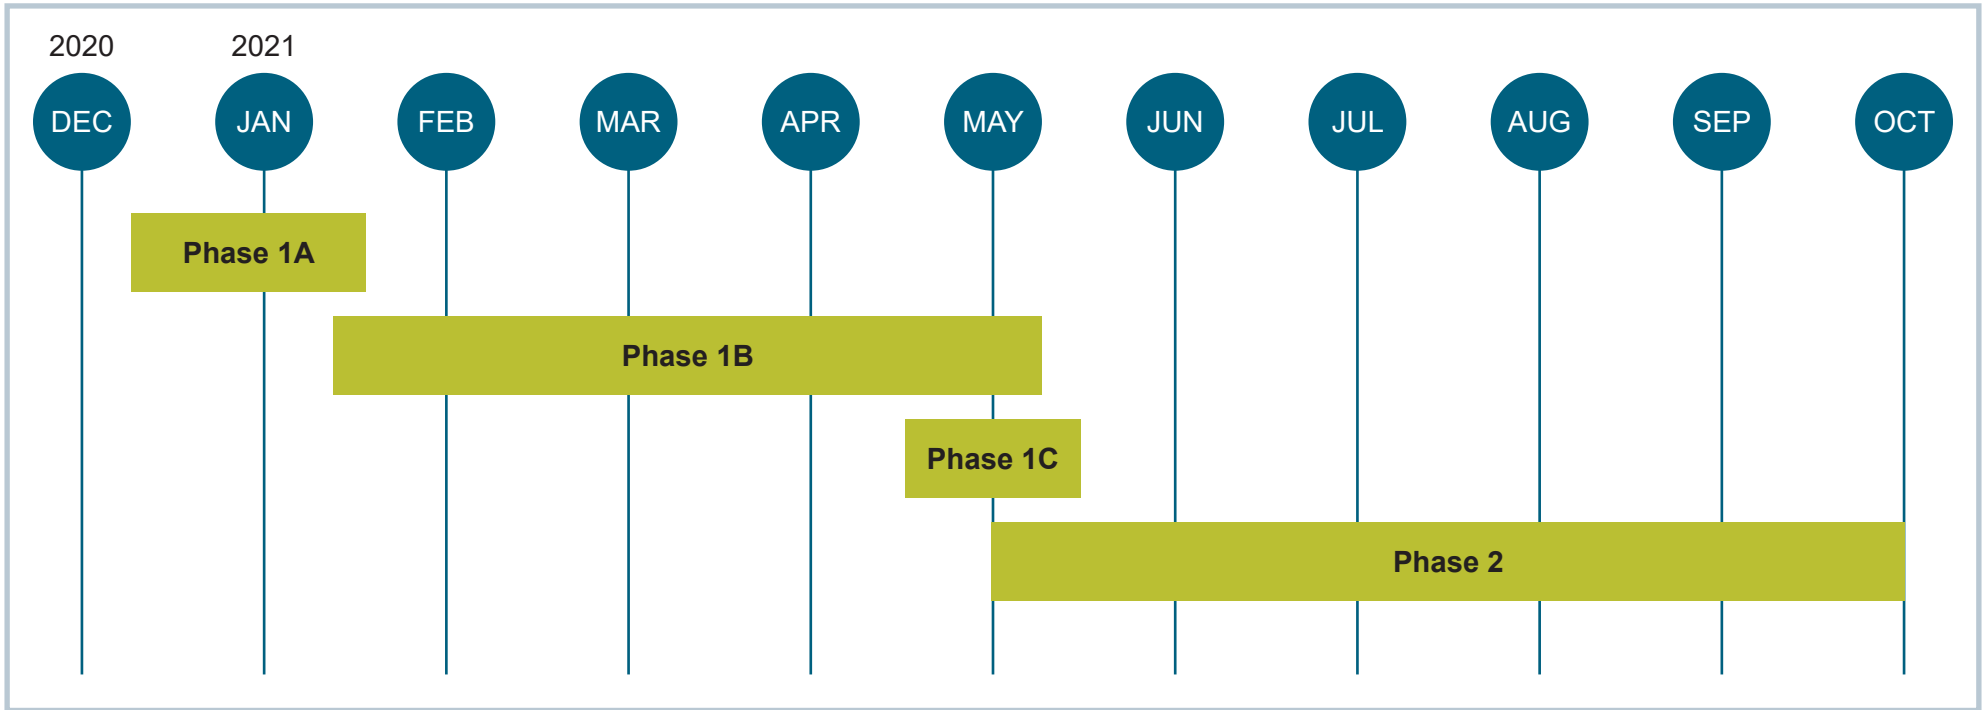 2020 2021
DEC JAN FEB MAR APR MAY JUN JUL AUG SEP OCT
Phase 1A
Phase 1B
Phase 1C
Phase 2